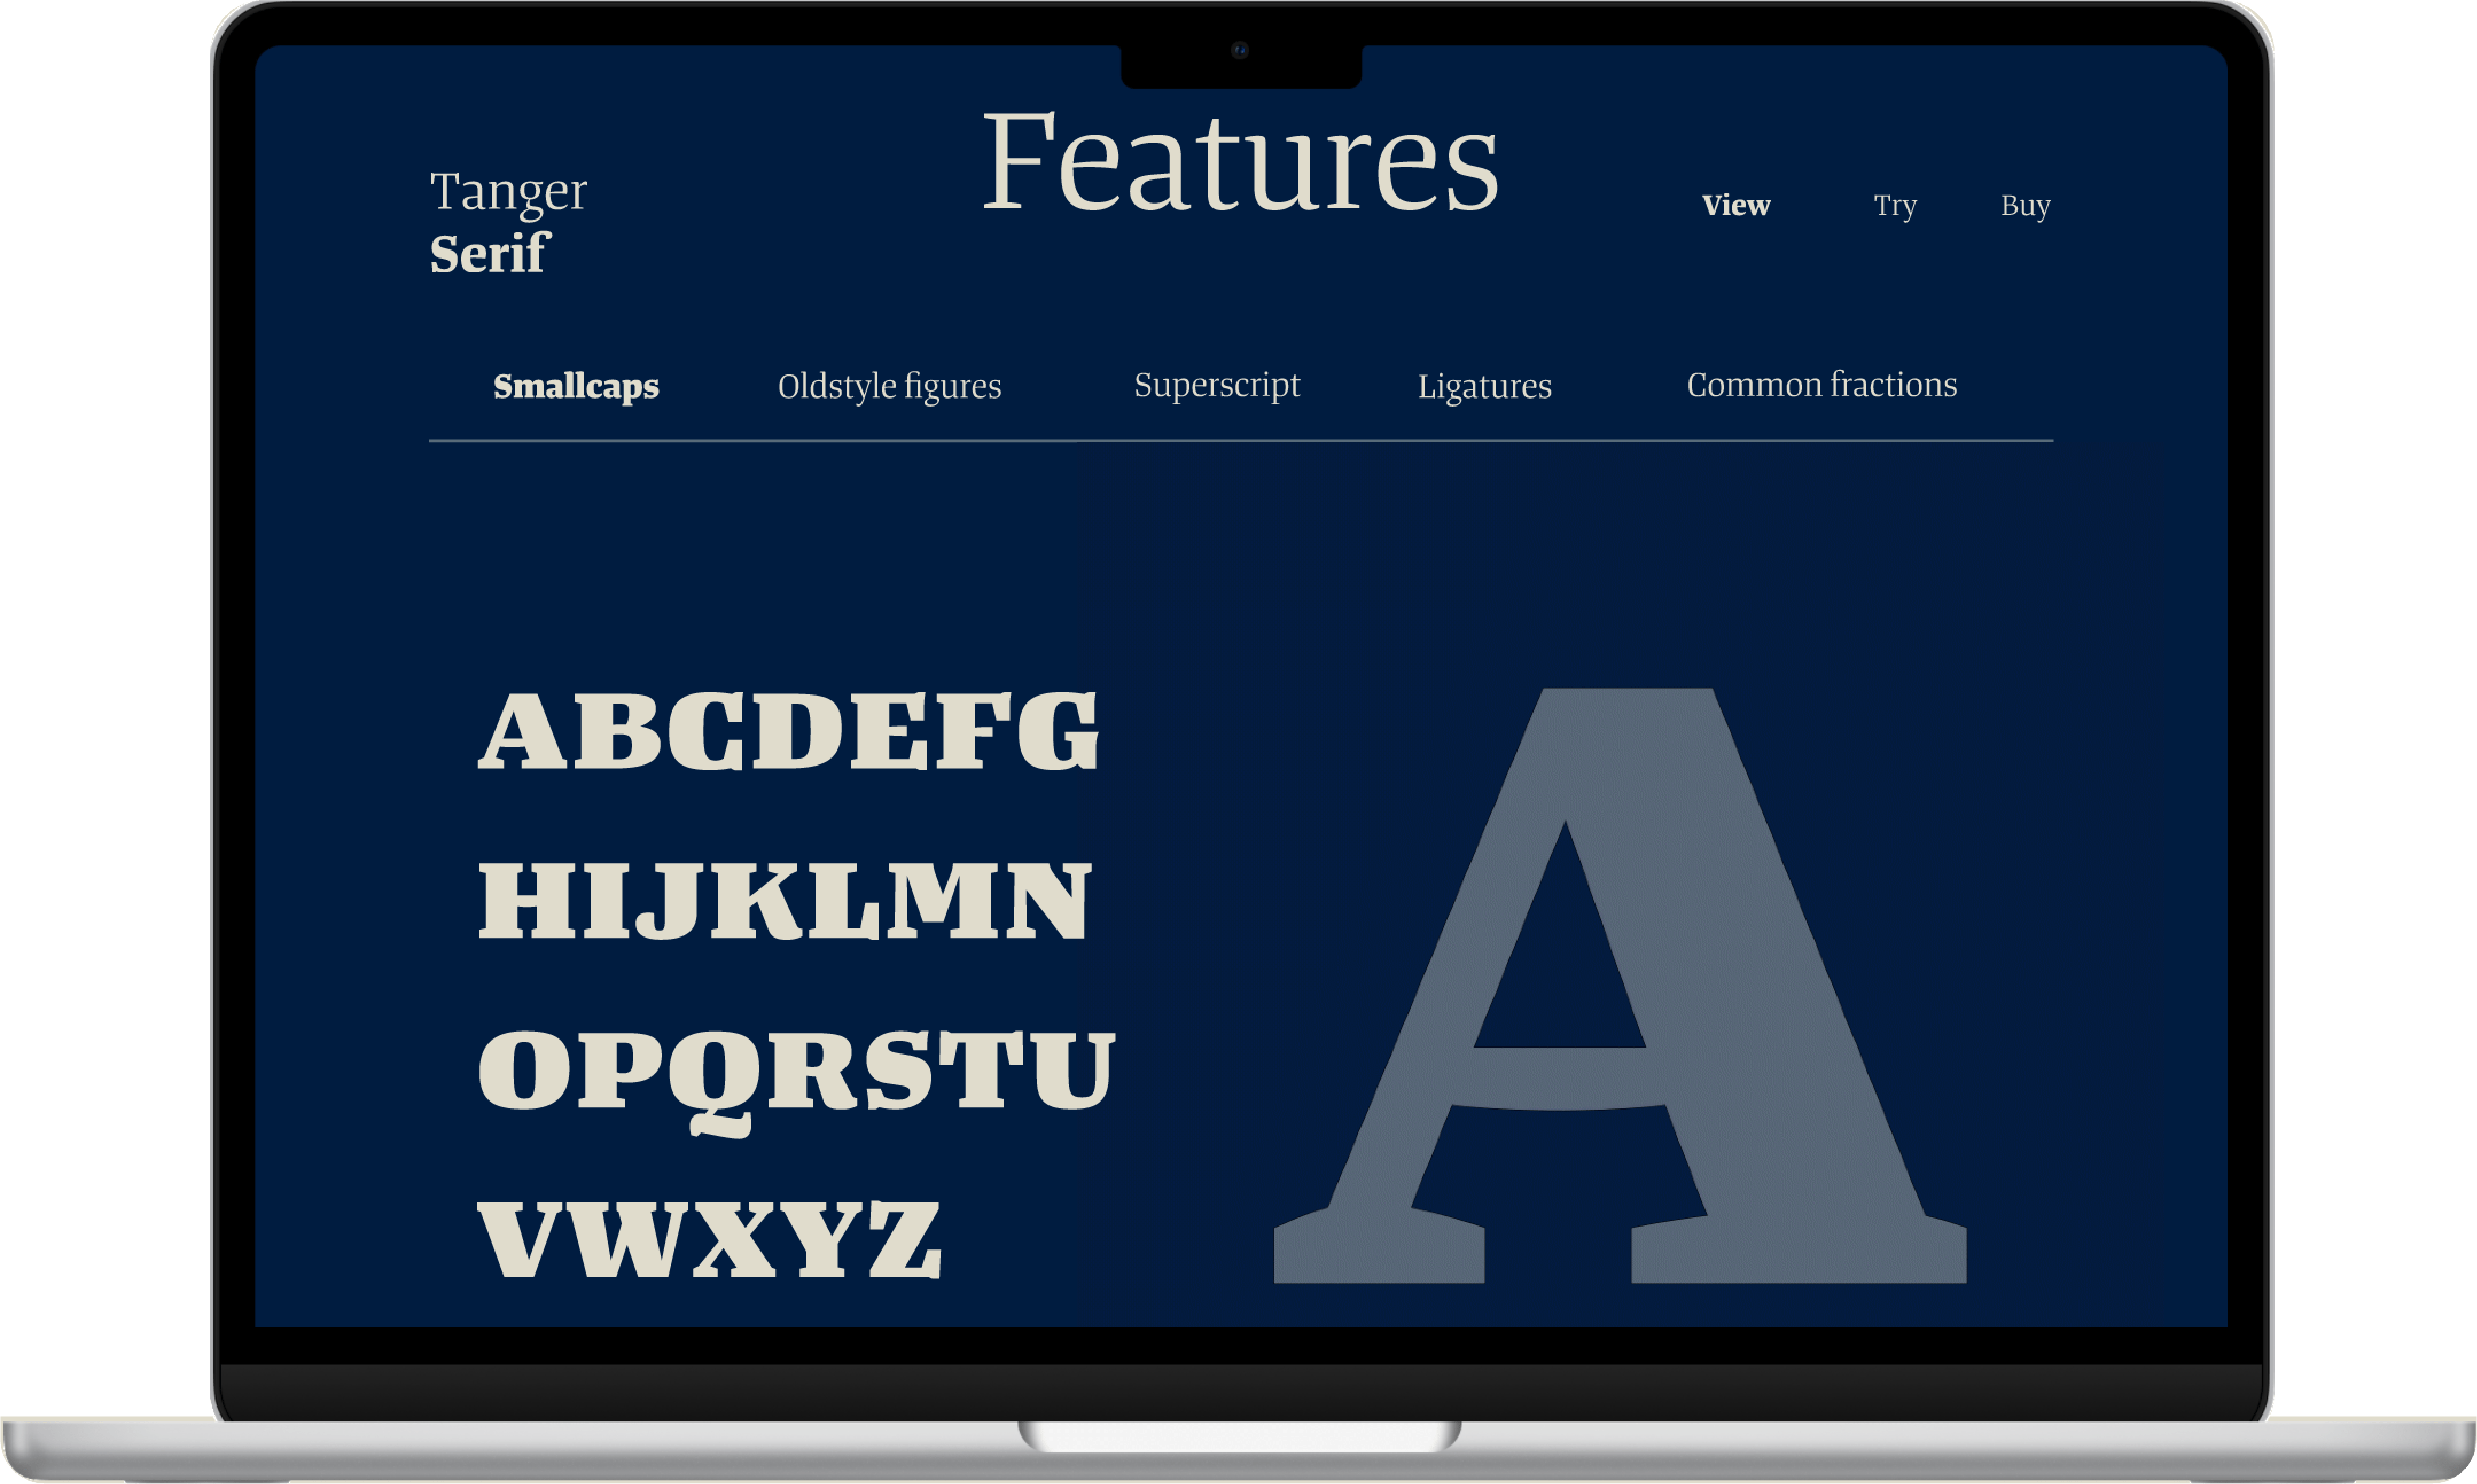 Features
Tanger
Serif
View Try Buy
Smallcaps Oldstyle figures Superscript Ligatures Common fractions
ABCDEFG
HIJKLMN
OPQRSTU
VWXYZ
A